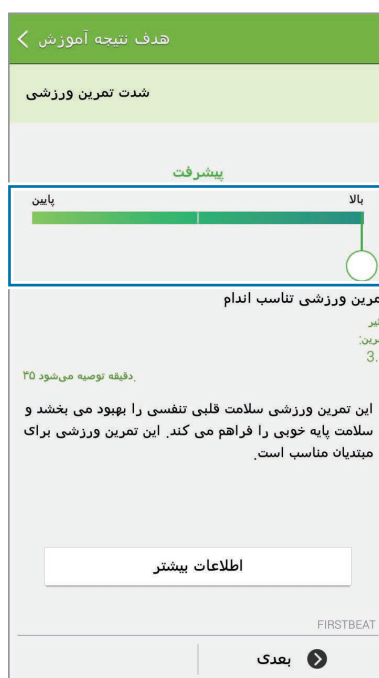 هدف نتیجه آموزش
شدت تمرین ورزشی
پیشرفت
بالا پایین
ورزشی تناسب اندام
3.
۳۵ دقیقه توصیه می‌شود.
این تمرین ورزشی سلامت قلبی تنفسی را بهبود می بخشد و
سلامت پایه خوبی را فراهم می کند. این تمرین ورزشی برای
مبتدیان مناسب است.
اطلاعات بیشتر
FIRSTBEAT
بعدی